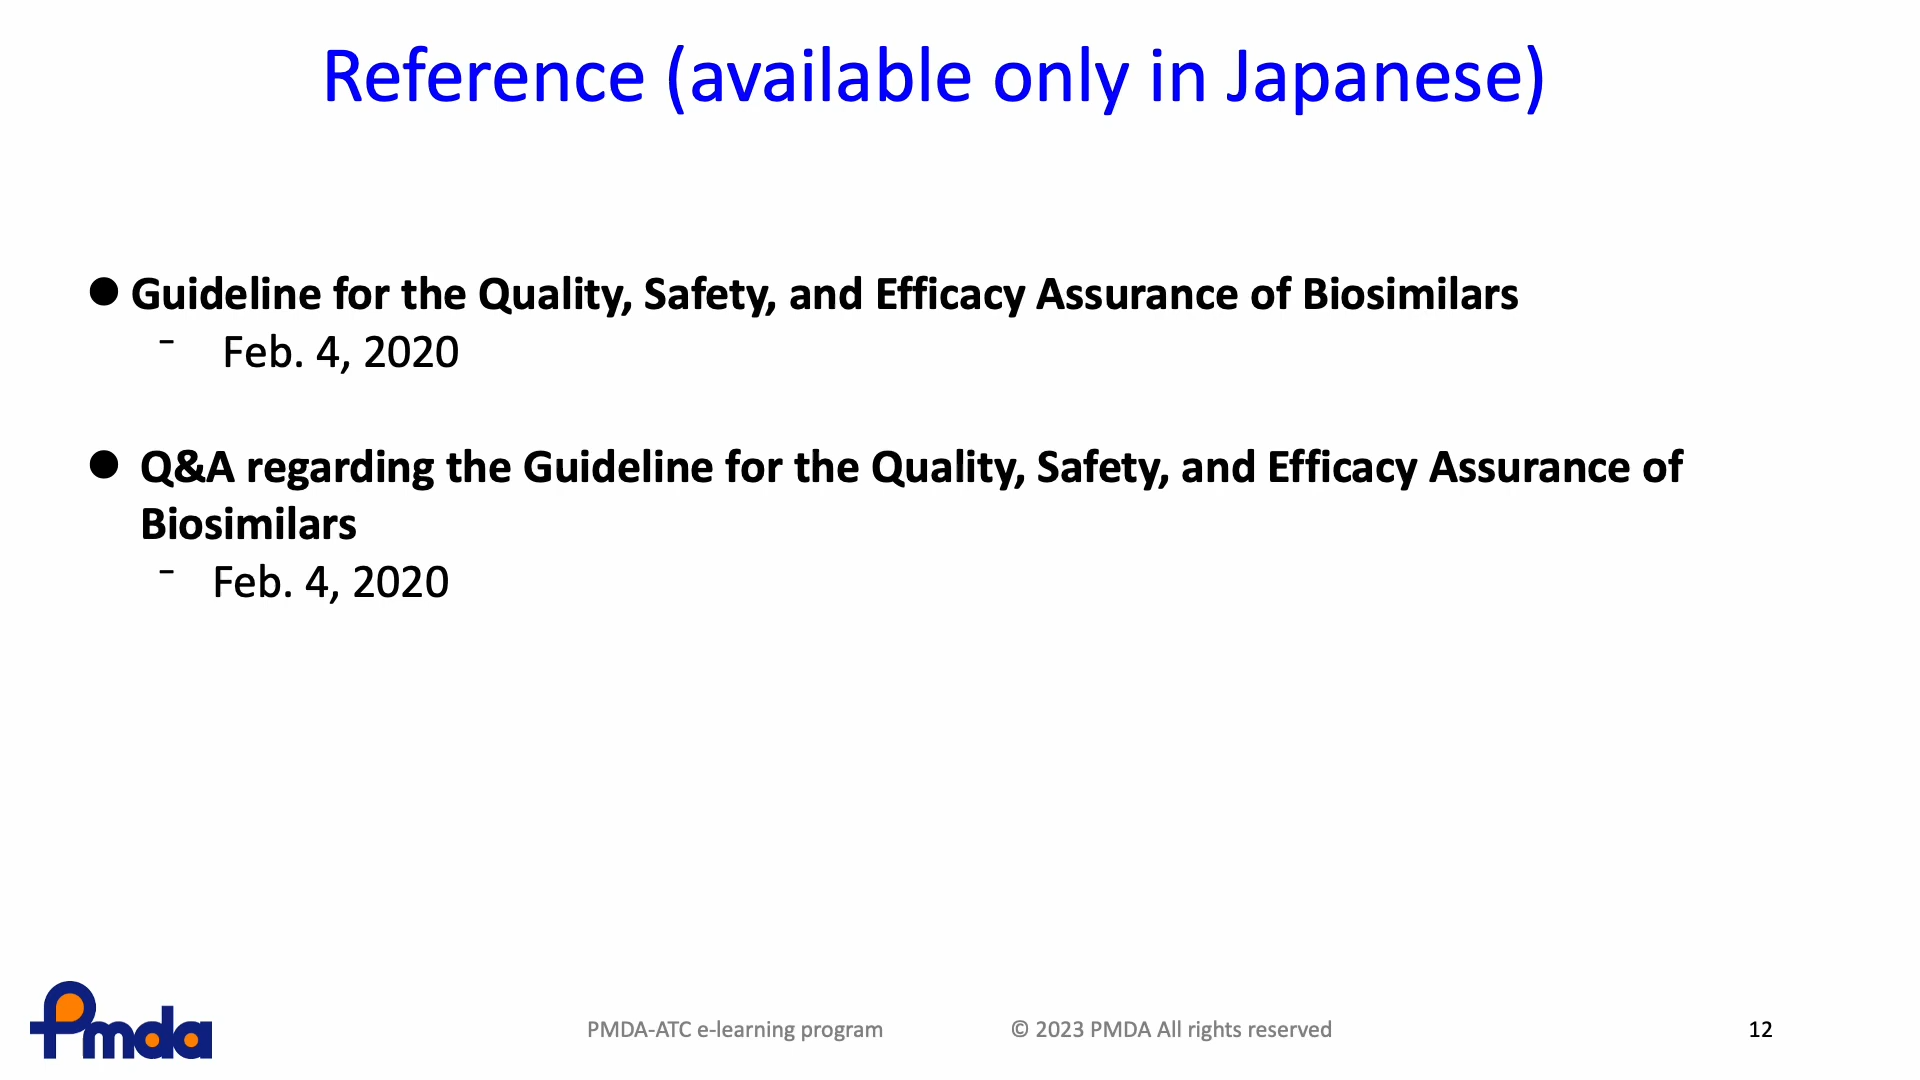 Reference (available only in Japanese)
● Guideline for the Quality, Safety, and Efficacy Assurance of Biosimilars
- Feb. 4, 2020
● Q&A regarding the Guideline for the Quality, Safety, and Efficacy Assurance of
Biosimilars
- Feb. 4, 2020
Pmda
PMDA-ATC e-learning program
© 2023 PMDA All rights reserved
12